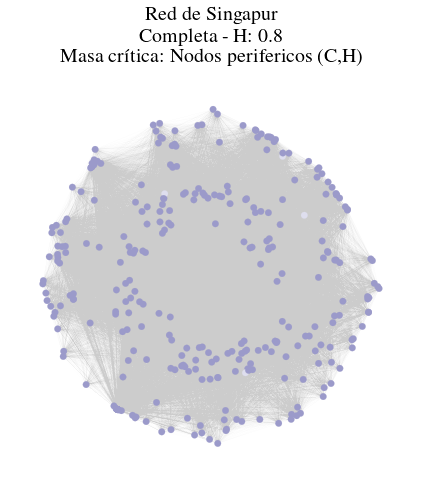 Red de Singapur
Completa - H: 0.8
Masa crítica: Nodos perifericos (C,H)